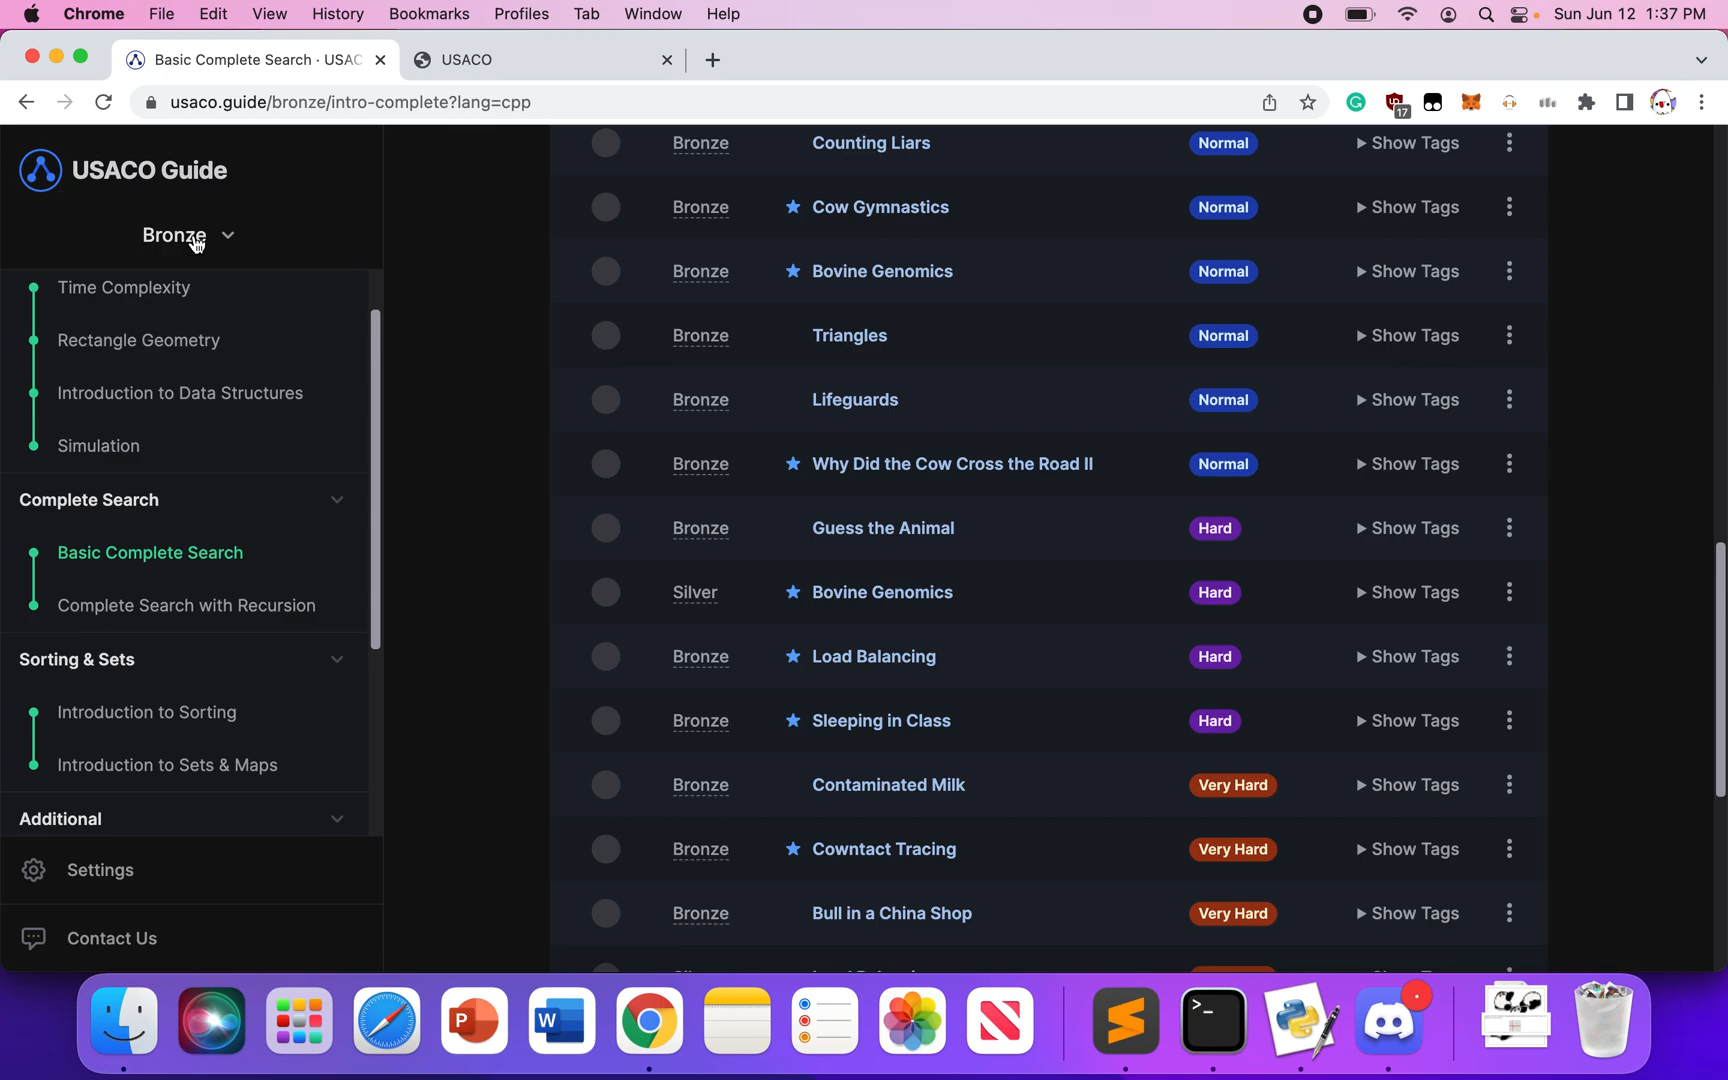 Chrome File Edit View History Bookmarks Profiles Tab Window Help Sun Jun 12 1:37 PM
Basic Complete Search · USAC
USACO
usaco.guide/bronze/intro-complete?lang=cpp
17
USACO Guide
Bronze
Time Complexity
Rectangle Geometry
Introduction to Data Structures
Simulation
Complete Search
Basic Complete Search
Complete Search with Recursion
Sorting & Sets
Introduction to Sorting
Introduction to Sets & Maps
Additional
Settings
Contact Us
Bronze Counting Liars Normal Show Tags
Bronze Cow Gymnastics Normal Show Tags
Bronze Bovine Genomics Normal Show Tags
Bronze Triangles Normal Show Tags
Bronze Lifeguards Normal Show Tags
Bronze Why Did the Cow Cross the Road II Normal Show Tags
Bronze Guess the Animal Hard Show Tags
Silver Bovine Genomics Hard Show Tags
Bronze Load Balancing Hard Show Tags
Bronze Sleeping in Class Hard Show Tags
Bronze Contaminated Milk Very Hard Show Tags
Bronze Cowntact Tracing Very Hard Show Tags
Bronze Bull in a China Shop Very Hard Show Tags
P
W